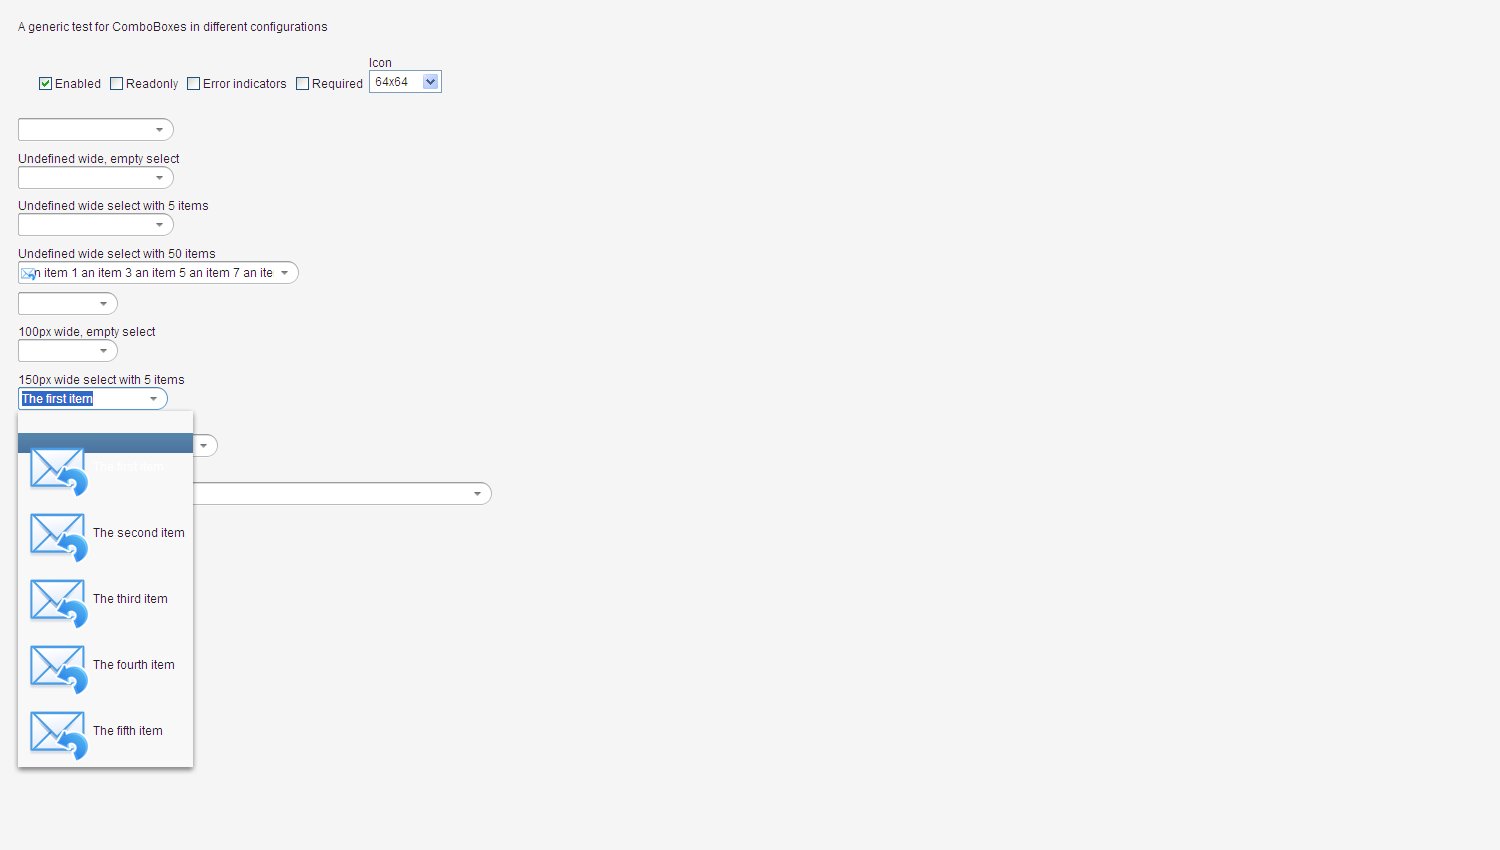 A generic test for ComboBoxes in different configurations
Icon
Enabled Readonly Error indicators Required 64x64
Undefined wide, empty select
Undefined wide select with 5 items
Undefined wide select with 50 items
n item 1 an item 3 an item 5 an item 7 an ite
100px wide, empty select
150px wide select with 5 items
The first item
The first item
The second item
The third item
The fourth item
The fifth item